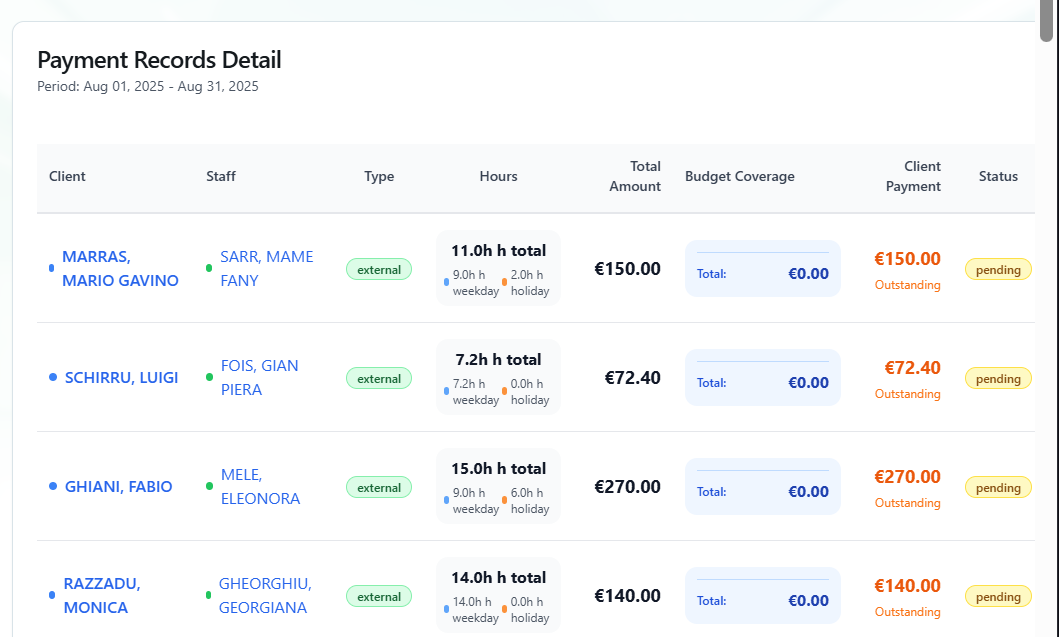 Payment Records Detail
Period: Aug 01, 2025 - Aug 31, 2025
Client Staff Type Hours Total Amount Budget Coverage Client Payment Status
MARRAS, MARIO GAVINO
SARR, MAME FANY
external
11.0h h total
9.0h h weekday
2.0h h holiday
€150.00
Total: €0.00
€150.00
Outstanding
pending
SCHIRRU, LUIGI
FOIS, GIAN PIERA
external
7.2h h total
7.2h h weekday
0.0h h holiday
€72.40
Total: €0.00
€72.40
Outstanding
pending
GHIANI, FABIO
MELE, ELEONORA
external
15.0h h total
9.0h h weekday
6.0h h holiday
€270.00
Total: €0.00
€270.00
Outstanding
pending
RAZZADU, MONICA
GHEORGHIU, GEORGIANA
external
14.0h h total
14.0h h weekday
0.0h h holiday
€140.00
Total: €0.00
€140.00
Outstanding
pending